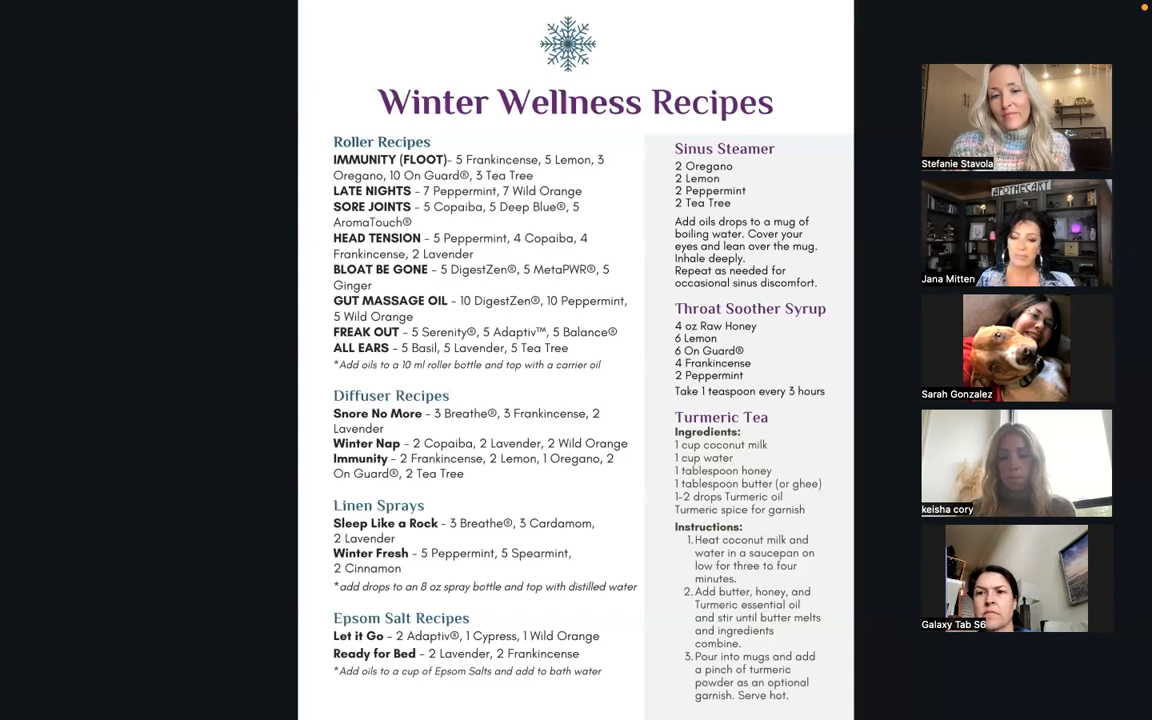 Winter Wellness Recipes
Roller Recipes
IMMUNITY (FLOOT)- 5 Frankincense, 5 Lemon, 3
Oregano, 10 On Guard®, 3 Tea Tree
LATE NIGHTS - 7 Peppermint, 7 Wild Orange
SORE JOINTS - 5 Copaiba, 5 Deep Blue®, 5
AromaTouch®
HEAD TENSION - 5 Peppermint, 4 Copaiba, 4
Frankincense, 2 Lavender
BLOAT BE GONE - 5 DigestZen®, 5 MetaPWR®, 5
Ginger
GUT MASSAGE OIL - 10 DigestZen®, 10 Peppermint,
5 Wild Orange
FREAK OUT - 5 Serenity®, 5 Adaptiv™, 5 Balance®
ALL EARS - 5 Basil, 5 Lavender, 5 Tea Tree
*Add oils to a 10 ml roller bottle and top with a carrier oil
Diffuser Recipes
Snore No More - 3 Breathe®, 3 Frankincense, 2
Lavender
Winter Nap - 2 Copaiba, 2 Lavender, 2 Wild Orange
Immunity - 2 Frankincense, 2 Lemon, 1 Oregano, 2
On Guard®, 2 Tea Tree
Linen Sprays
Sleep Like a Rock - 3 Breathe®, 3 Cardamom,
2 Lavender
Winter Fresh - 5 Peppermint, 5 Spearmint,
2 Cinnamon
*add drops to an 8 oz spray bottle and top with distilled water
Epsom Salt Recipes
Let it Go - 2 Adaptiv®, 1 Cypress, 1 Wild Orange
Ready for Bed - 2 Lavender, 2 Frankincense
*Add oils to a cup of Epsom Salts and add to bath water
Sinus Steamer
2 Oregano
2 Lemon
2 Peppermint
2 Tea Tree
Add oils drops to a mug of
boiling water. Cover your
eyes and lean over the mug.
Inhale deeply.
Repeat as needed for
occasional sinus discomfort.
Throat Soother Syrup
4 oz Raw Honey
6 Lemon
6 On Guard®
4 Frankincense
2 Peppermint
Take 1 teaspoon every 3 hours
Turmeric Tea
Ingredients:
1 cup coconut milk
1 cup water
1 tablespoon honey
1 tablespoon butter (or ghee)
1-2 drops Turmeric oil
Turmeric spice for garnish
Instructions:
1. Heat coconut milk and
water in a saucepan on
low for three to four
minutes.
2. Add butter, honey, and
Turmeric essential oil
and stir until butter melts
and ingredients
combine.
3. Pour into mugs and add
a pinch of turmeric
powder as an optional
garnish. Serve hot.
Stefanie Stavola
APOTHECARY
Jana Mitten
Sarah Gonzalez
keisha cory
Galaxy Tab S6